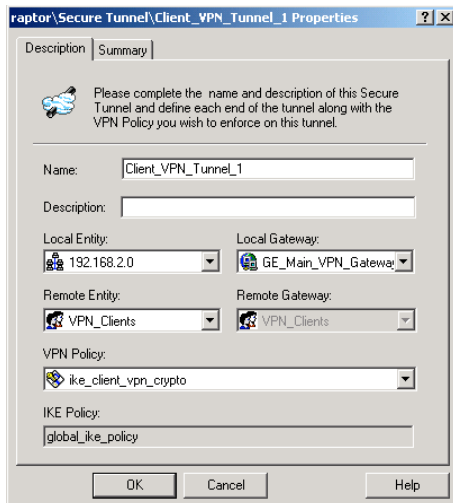 raptor\Secure Tunnel\Client_VPN_Tunnel_1 Properties
Description Summary
Please complete the name and description of this Secure
Tunnel and define each end of the tunnel along with the
VPN Policy you wish to enforce on this tunnel.
Name: Client_VPN_Tunnel_1
Description:
Local Entity: Local Gateway:
192.168.2.0 GE_Main_VPN_Gateway
Remote Entity: Remote Gateway:
VPN_Clients VPN_Clients
VPN Policy:
ike_client_vpn_crypto
IKE Policy:
global_ike_policy
OK Cancel Help